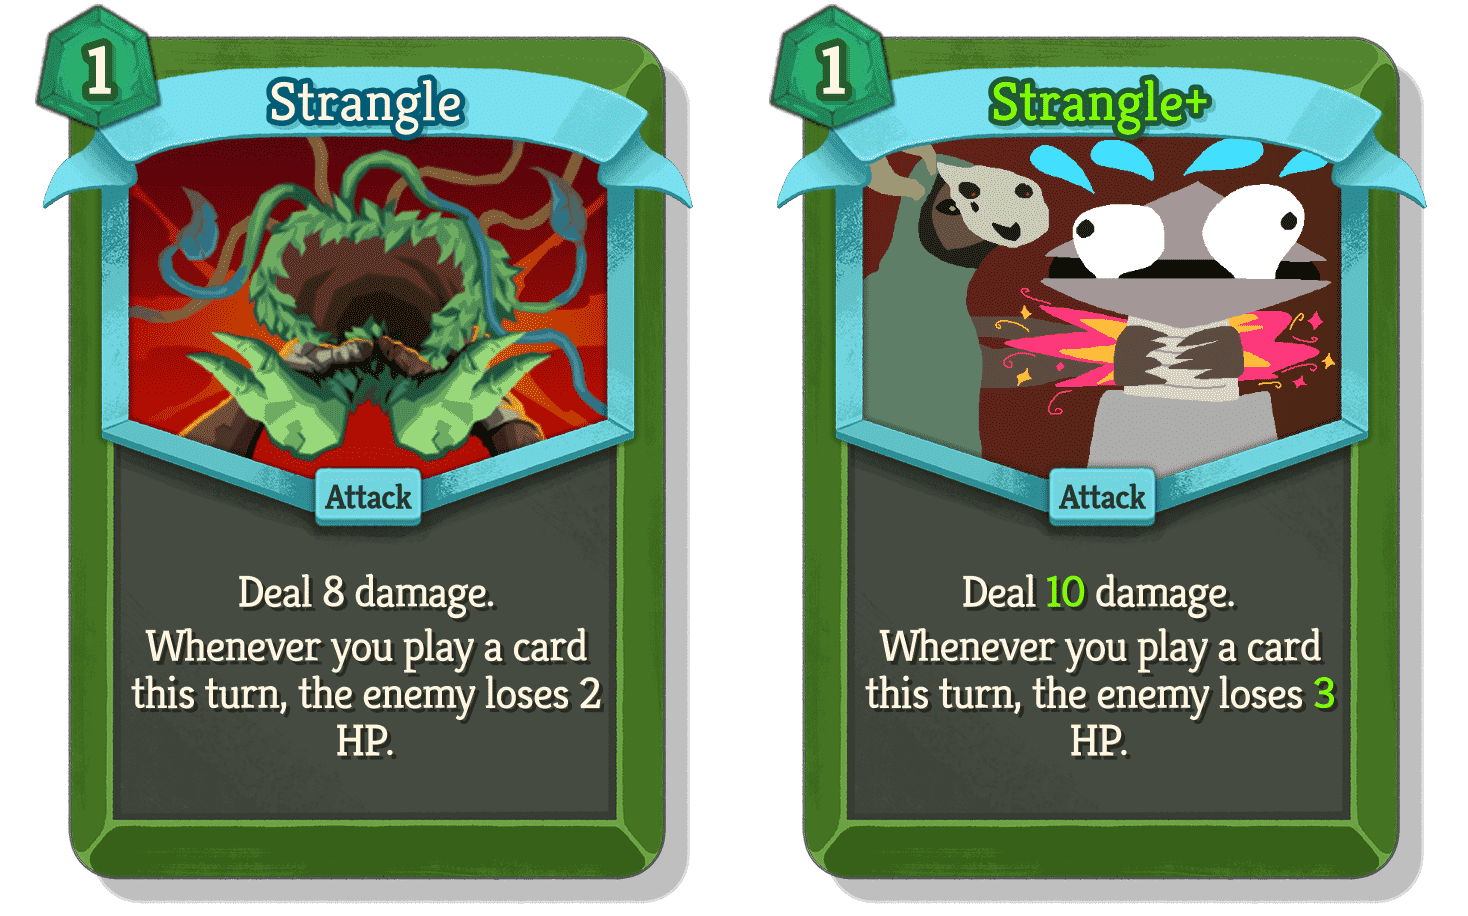 1
Strangle
Attack
Deal 8 damage.
Whenever you play a card
this turn, the enemy loses 2
HP.
1
Strangle+
Attack
Deal 10 damage.
Whenever you play a card
this turn, the enemy loses 3
HP.